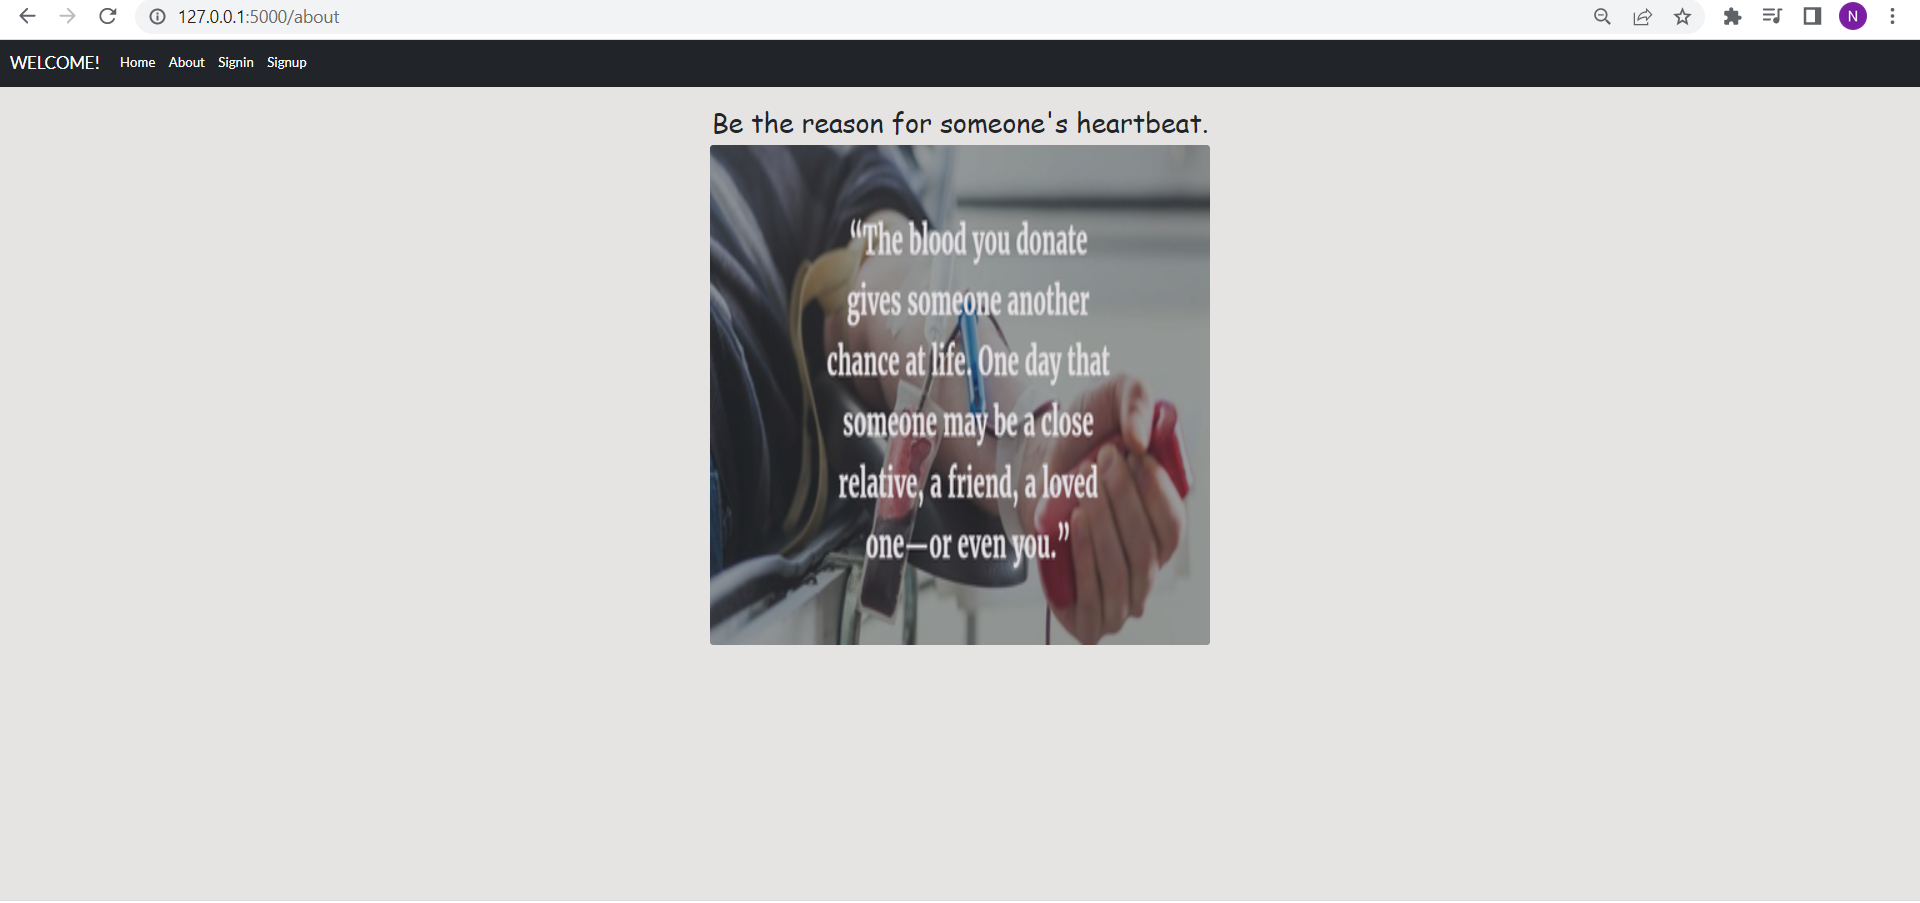 127.0.0.1:5000/about
N
WELCOME! Home About Signin Signup
Be the reason for someone's heartbeat.
“The blood you donate
gives someone another
chance at life. One day that
someone may be a close
relative, a friend, a loved
one—or even you.”